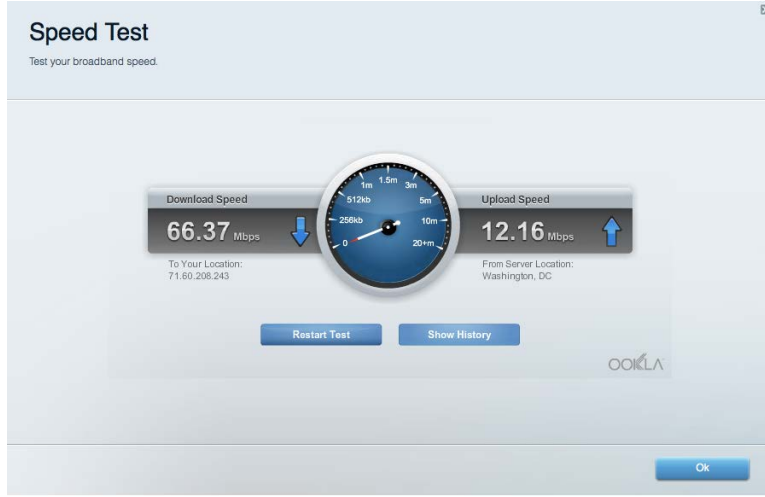 Speed Test
Test your broadband speed.
Download Speed
66.37 Mbps
To Your Location:
71.60.208.243
0
256kb
512kb
1m
1.5m
3m
5m
10m
20+m
Upload Speed
12.16 Mbps
From Server Location:
Washington, DC
Restart Test
Show History
OOKLA
Ok